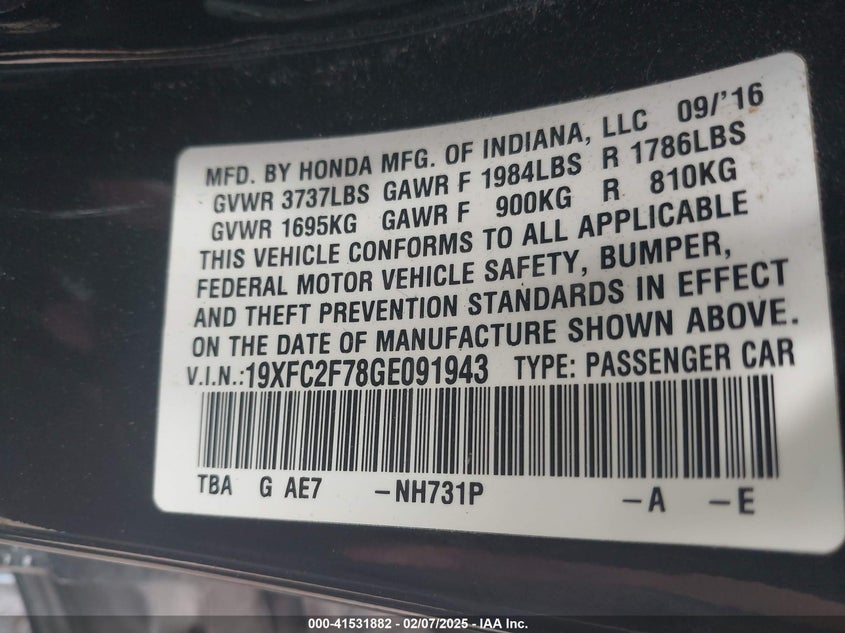 MFD. BY HONDA MFG. OF INDIANA, LLC 09/'16
GVWR 3737LBS GAWR F 1984LBS R 1786LBS
GVWR 1695KG GAWR F 900KG R 810KG
THIS VEHICLE CONFORMS TO ALL APPLICABLE
FEDERAL MOTOR VEHICLE SAFETY, BUMPER,
AND THEFT PREVENTION STANDARDS IN EFFECT
ON THE DATE OF MANUFACTURE SHOWN ABOVE.
V.I.N.:19XFC2F78GE091943 TYPE: PASSENGER CAR
TBA G AE7 -NH731P -A -E
000-41531882 - 02/07/2025 - IAAI.com